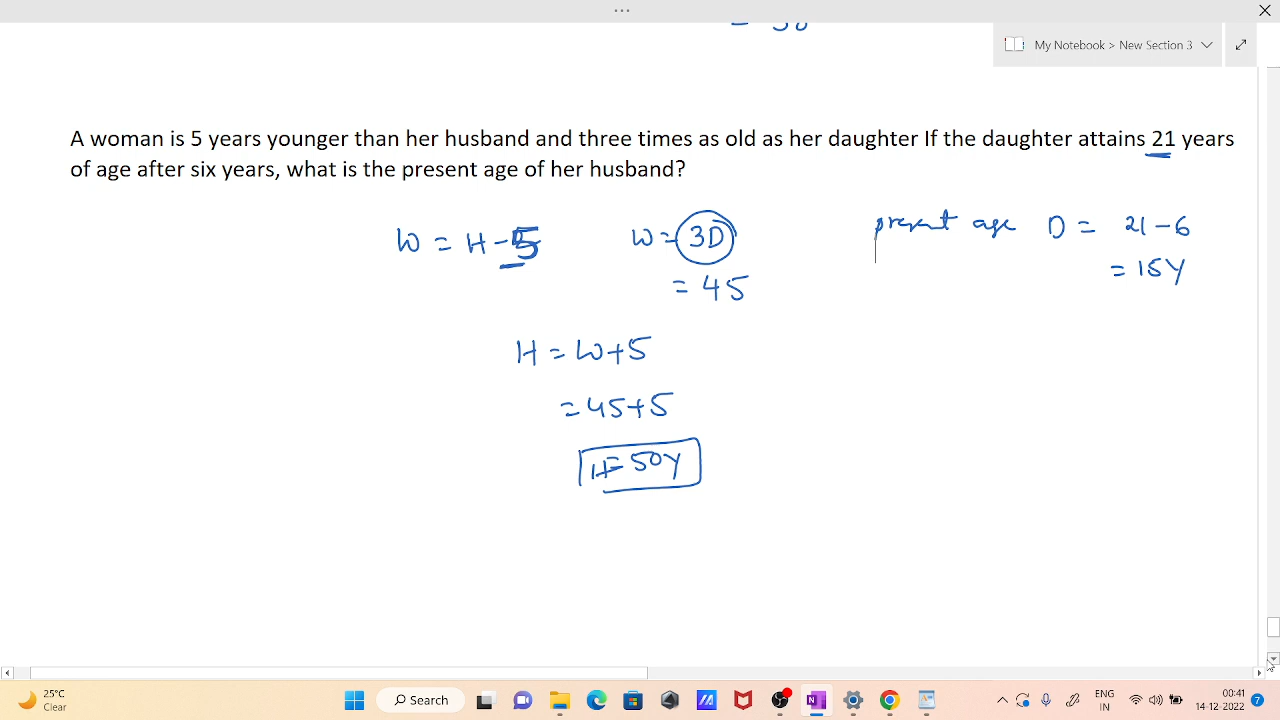 My Notebook > New Section 3
A woman is 5 years younger than her husband and three times as old as her daughter If the daughter attains 21 years
of age after six years, what is the present age of her husband?
present age D = 21 - 6
= 15Y
W = H - 5
W = 3D
= 45
H = W+5
= 45+5
H= 50Y
25°C
Clear
Search
ENG
IN
00:41
14-12-2022
7